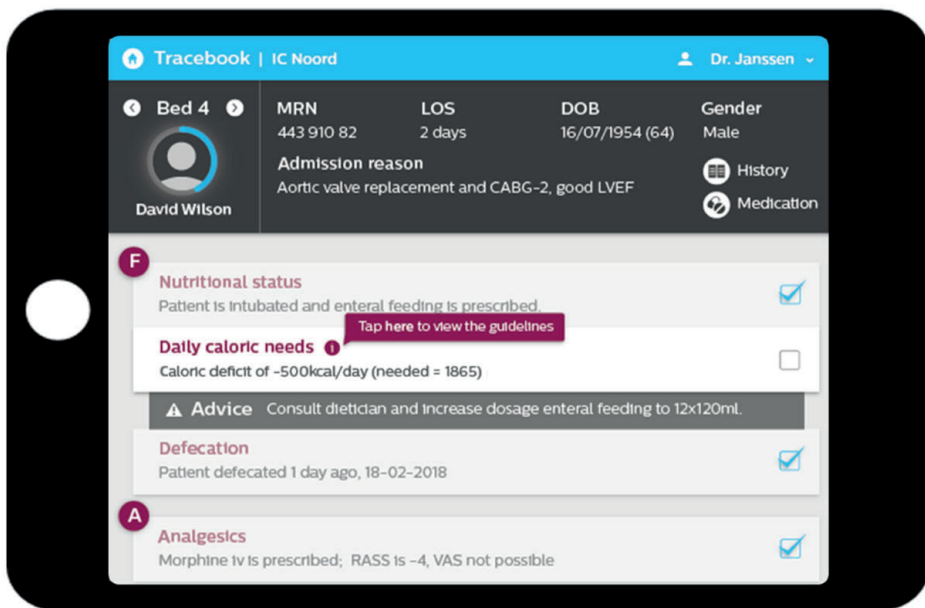 Tracebook | IC Noord
Dr. Janssen
Bed 4
David Wilson
MRN
443 910 82
LOS
2 days
DOB
16/07/1954 (64)
Gender
Male
Admission reason
Aortic valve replacement and CABG-2, good LVEF
History
Medication
F
Nutritional status
Patient is intubated and enteral feeding is prescribed.
Tap here to view the guidelines
Daily caloric needs i
Caloric deficit of -500kcal/day (needed = 1865)
Advice Consult dietician and increase dosage enteral feeding to 12x120ml.
Defecation
Patient defecated 1 day ago, 18-02-2018
A
Analgesics
Morphine iv is prescribed; RASS is -4, VAS not possible